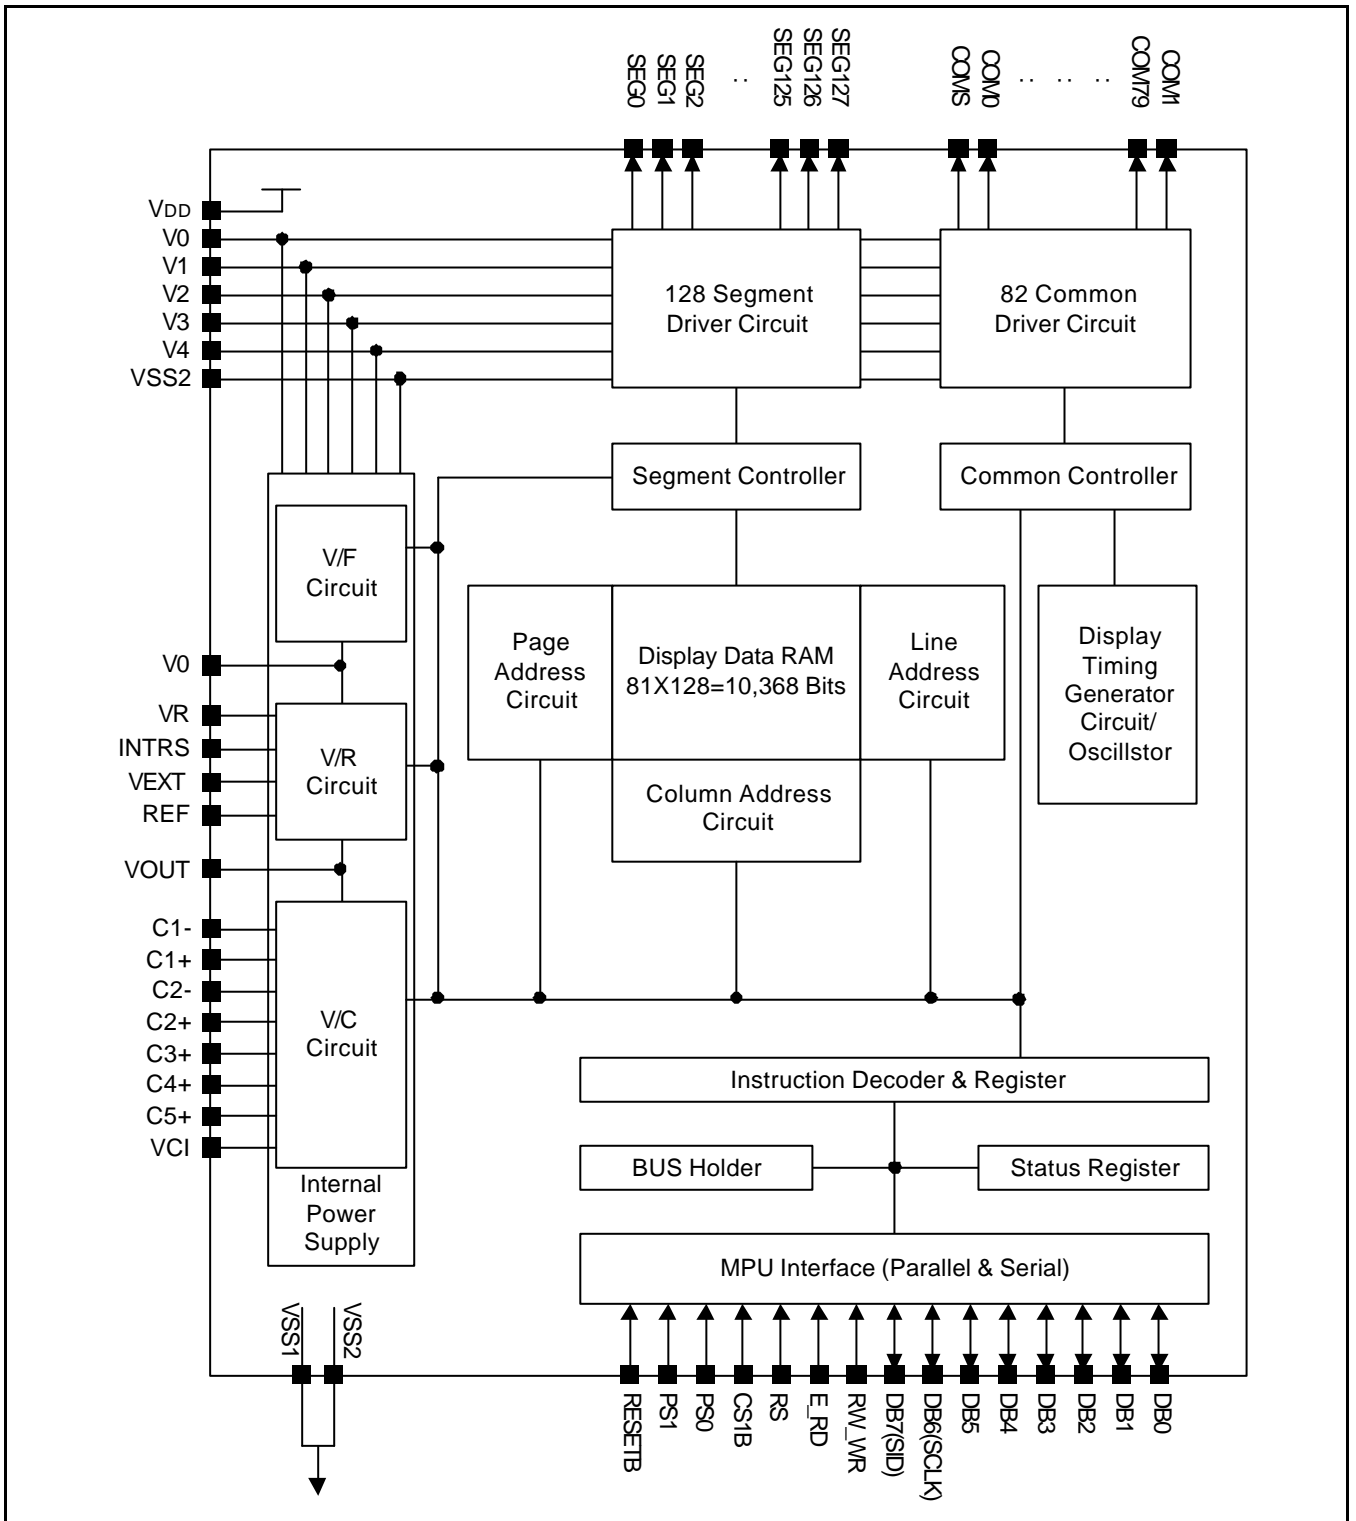 SEG0
SEG1
SEG2
..
SEG125
SEG126
SEG127
COMS
COM0
..
..
..
COM79
COM1
VDD
V0
V1
V2
V3
V4
VSS2
128 Segment
Driver Circuit
82 Common
Driver Circuit
Segment Controller
Common Controller
V/F
Circuit
Page
Address
Circuit
Display Data RAM
81X128=10,368 Bits
Line
Address
Circuit
Display
Timing
Generator
Circuit/
Oscillstor
V0
VR
INTRS
VEXT
REF
V/R
Circuit
Column Address
Circuit
VOUT
C1-
C1+
C2-
C2+
C3+
C4+
C5+
VCI
V/C
Circuit
Internal
Power
Supply
Instruction Decoder & Register
BUS Holder
Status Register
MPU Interface (Parallel & Serial)
VSS1
VSS2
RESETB
PS1
PS0
CS1B
RS
E_RD
RW_WR
DB7(SID)
DB6(SCLK)
DB5
DB4
DB3
DB2
DB1
DB0